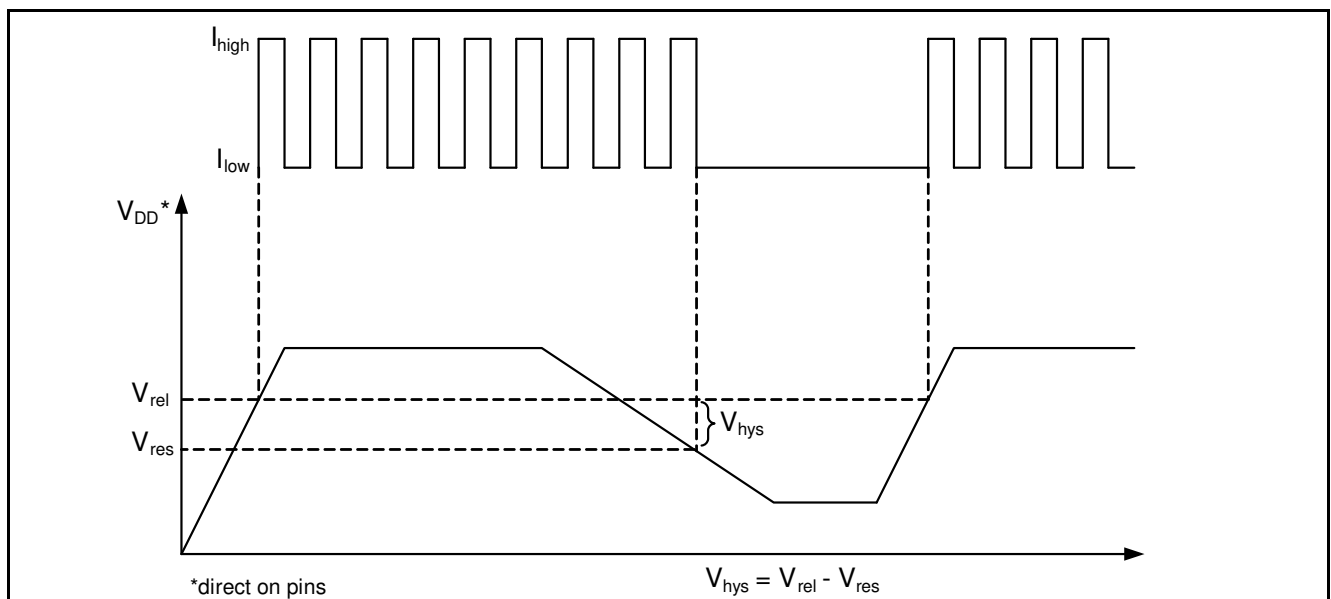 I_high
I_low
V_DD*
V_rel
V_hys
V_res
*direct on pins
V_hys = V_rel - V_res